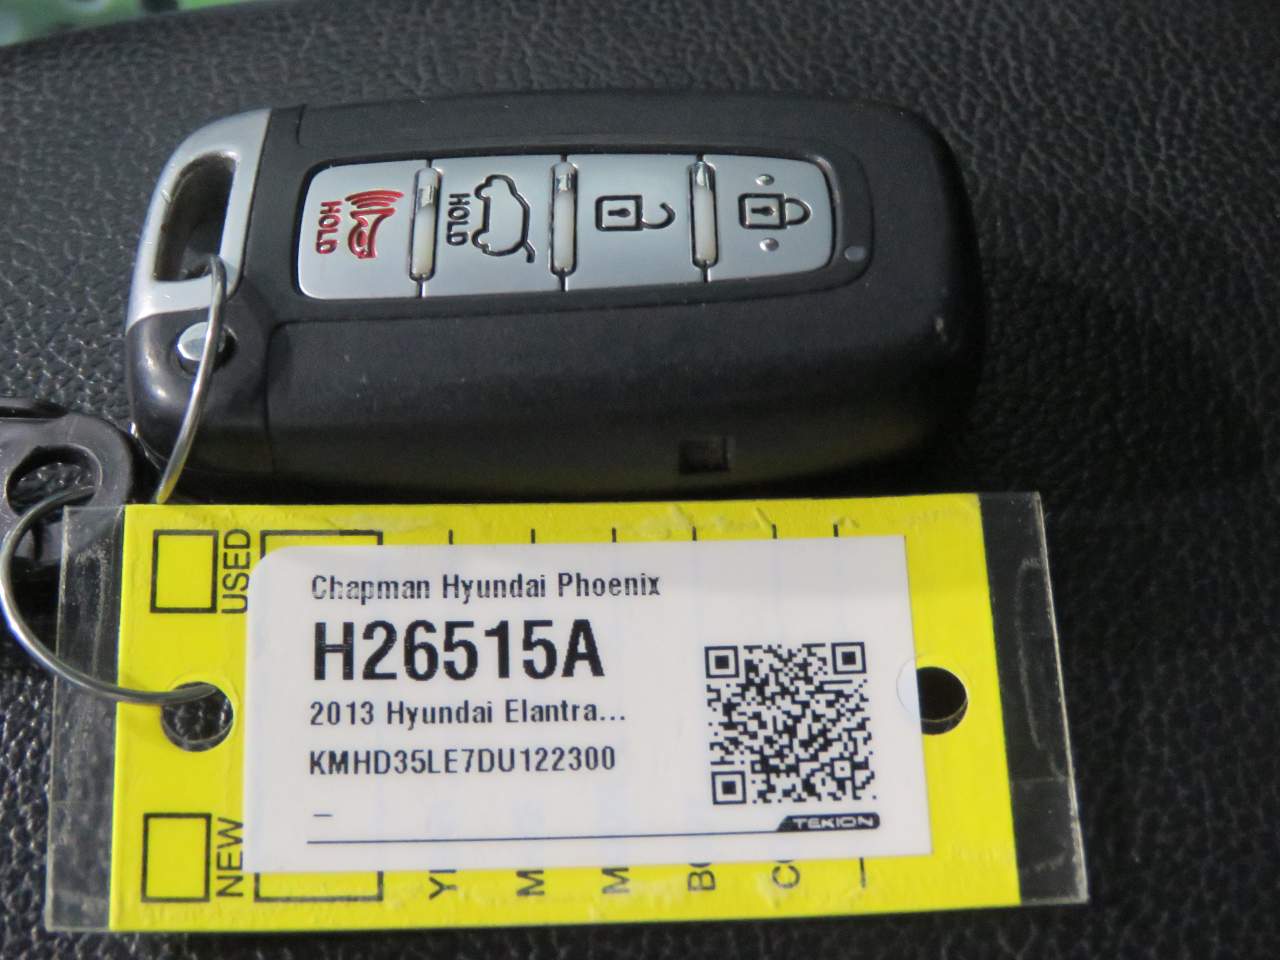 HOLD
HOLD
USED
Chapman Hyundai Phoenix
H26515A
2013 Hyundai Elantra...
KMHD35LE7DU122300
–
TEKION
NEW